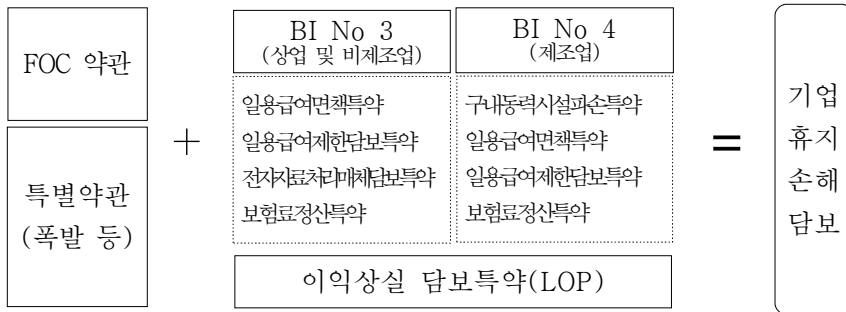 FOC 약관
특별약관
(폭발 등)
+
BI No 3
(상업 및 비제조업)
일용급여면책특약
일용급여제한담보특약
전자자료처리매체담보특약
보험료정산특약
BI No 4
(제조업)
구내동력시설파손특약
일용급여면책특약
일용급여제한담보특약
보험료정산특약
이익상실 담보특약(LOP)
=
기업
휴지
손해
담보